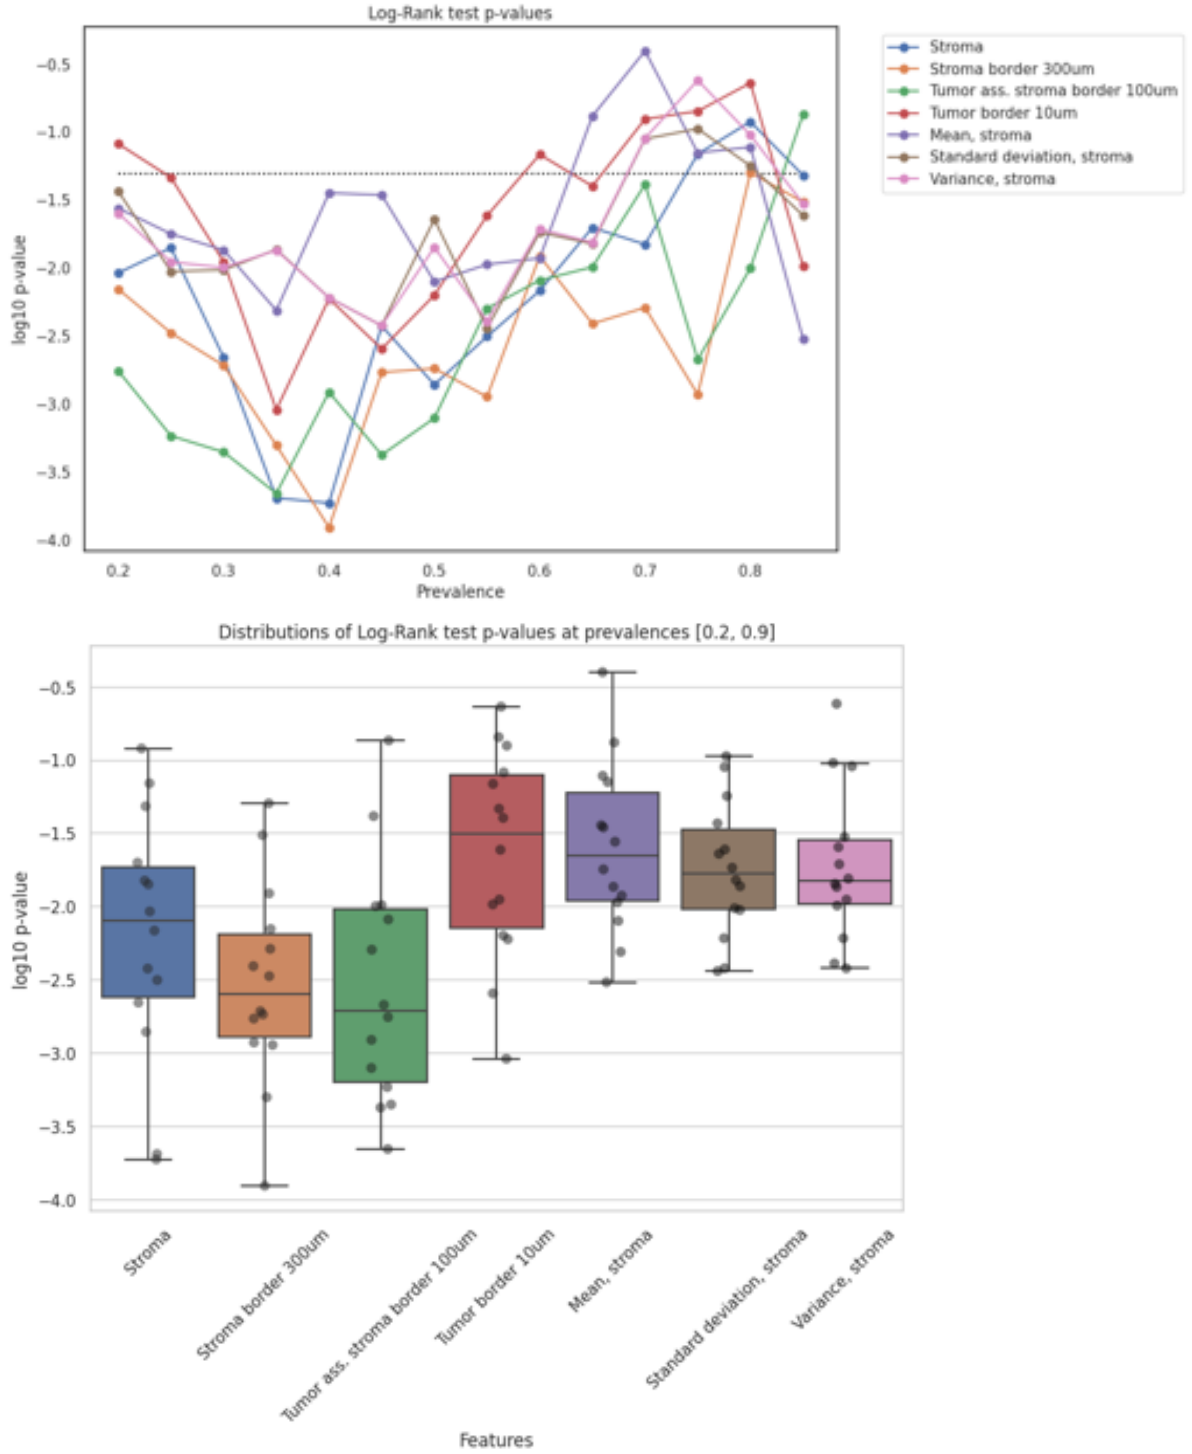 Log-Rank test p-values
−0.5
−1.0
−1.5
−2.0
−2.5
−3.0
−3.5
−4.0
log10 p-value
0.2 0.3 0.4 0.5 0.6 0.7 0.8
Prevalence
Stroma
Stroma border 300um
Tumor ass. stroma border 100um
Tumor border 10um
Mean, stroma
Standard deviation, stroma
Variance, stroma
Distributions of Log-Rank test p-values at prevalences [0.2, 0.9]
−0.5
−1.0
−1.5
−2.0
−2.5
−3.0
−3.5
−4.0
log10 p-value
Stroma
Stroma border 300um
Tumor ass. stroma border 100um
Tumor border 10um
Mean, stroma
Standard deviation, stroma
Variance, stroma
Features